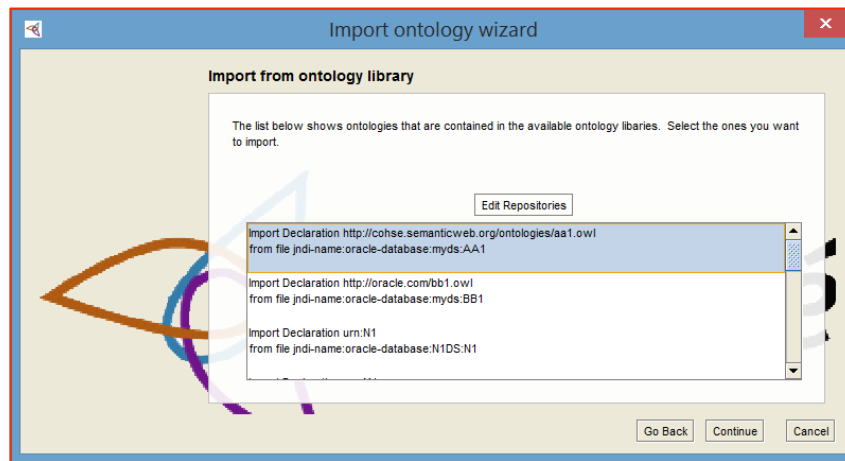 Import ontology wizard
Import from ontology library
The list below shows ontologies that are contained in the available ontology libaries. Select the ones you want
to import.
Edit Repositories
Import Declaration http://cohse.semanticweb.org/ontologies/aa1.owl
from file jndi-name:oracle-database:myds:AA1
Import Declaration http://oracle.com/bb1.owl
from file jndi-name:oracle-database:myds:BB1
Import Declaration urn:N1
from file jndi-name:oracle-database:N1DS:N1
Go Back Continue Cancel